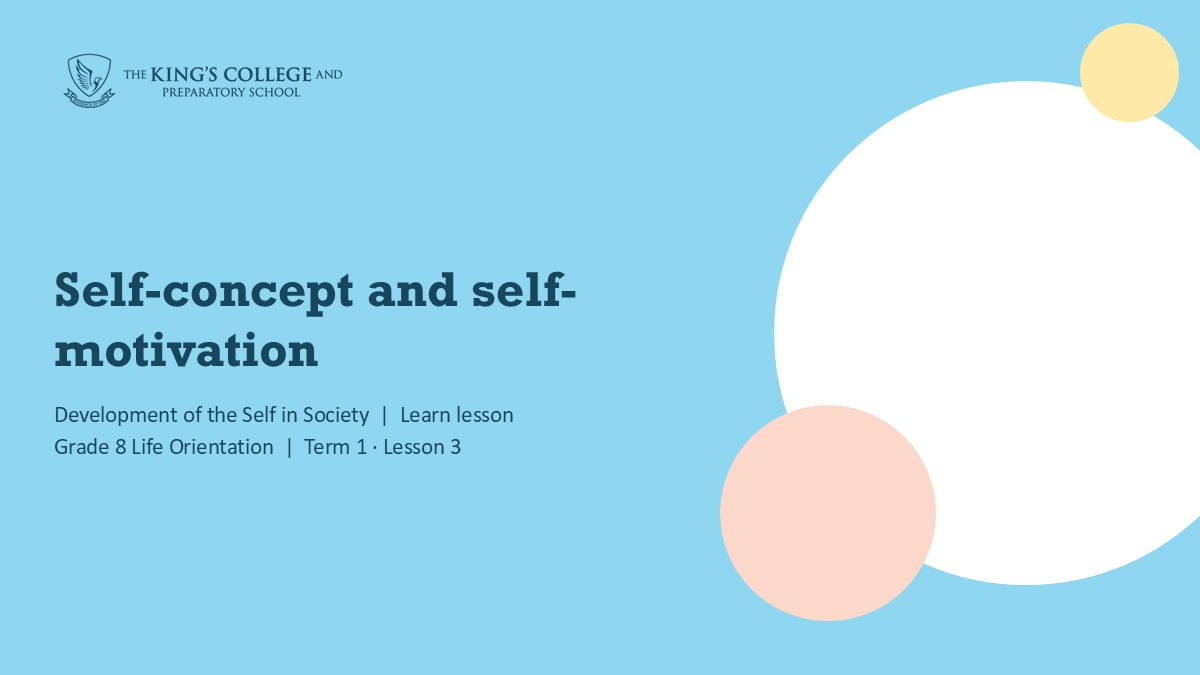 THE KING'S COLLEGE AND
PREPARATORY SCHOOL
Self-concept and self-
motivation
Development of the Self in Society | Learn lesson
Grade 8 Life Orientation | Term 1 · Lesson 3